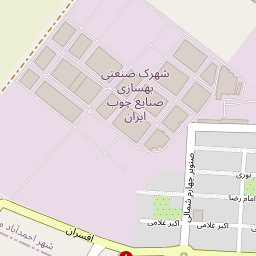 شهرک صنعتی
بهسازی
صنایع چوب
ایران
صنوبر چهارم شمالی
نوری
امام رضا
اکبر غلامی
اکبر غلامی
افسران
شهر احمدآباد م